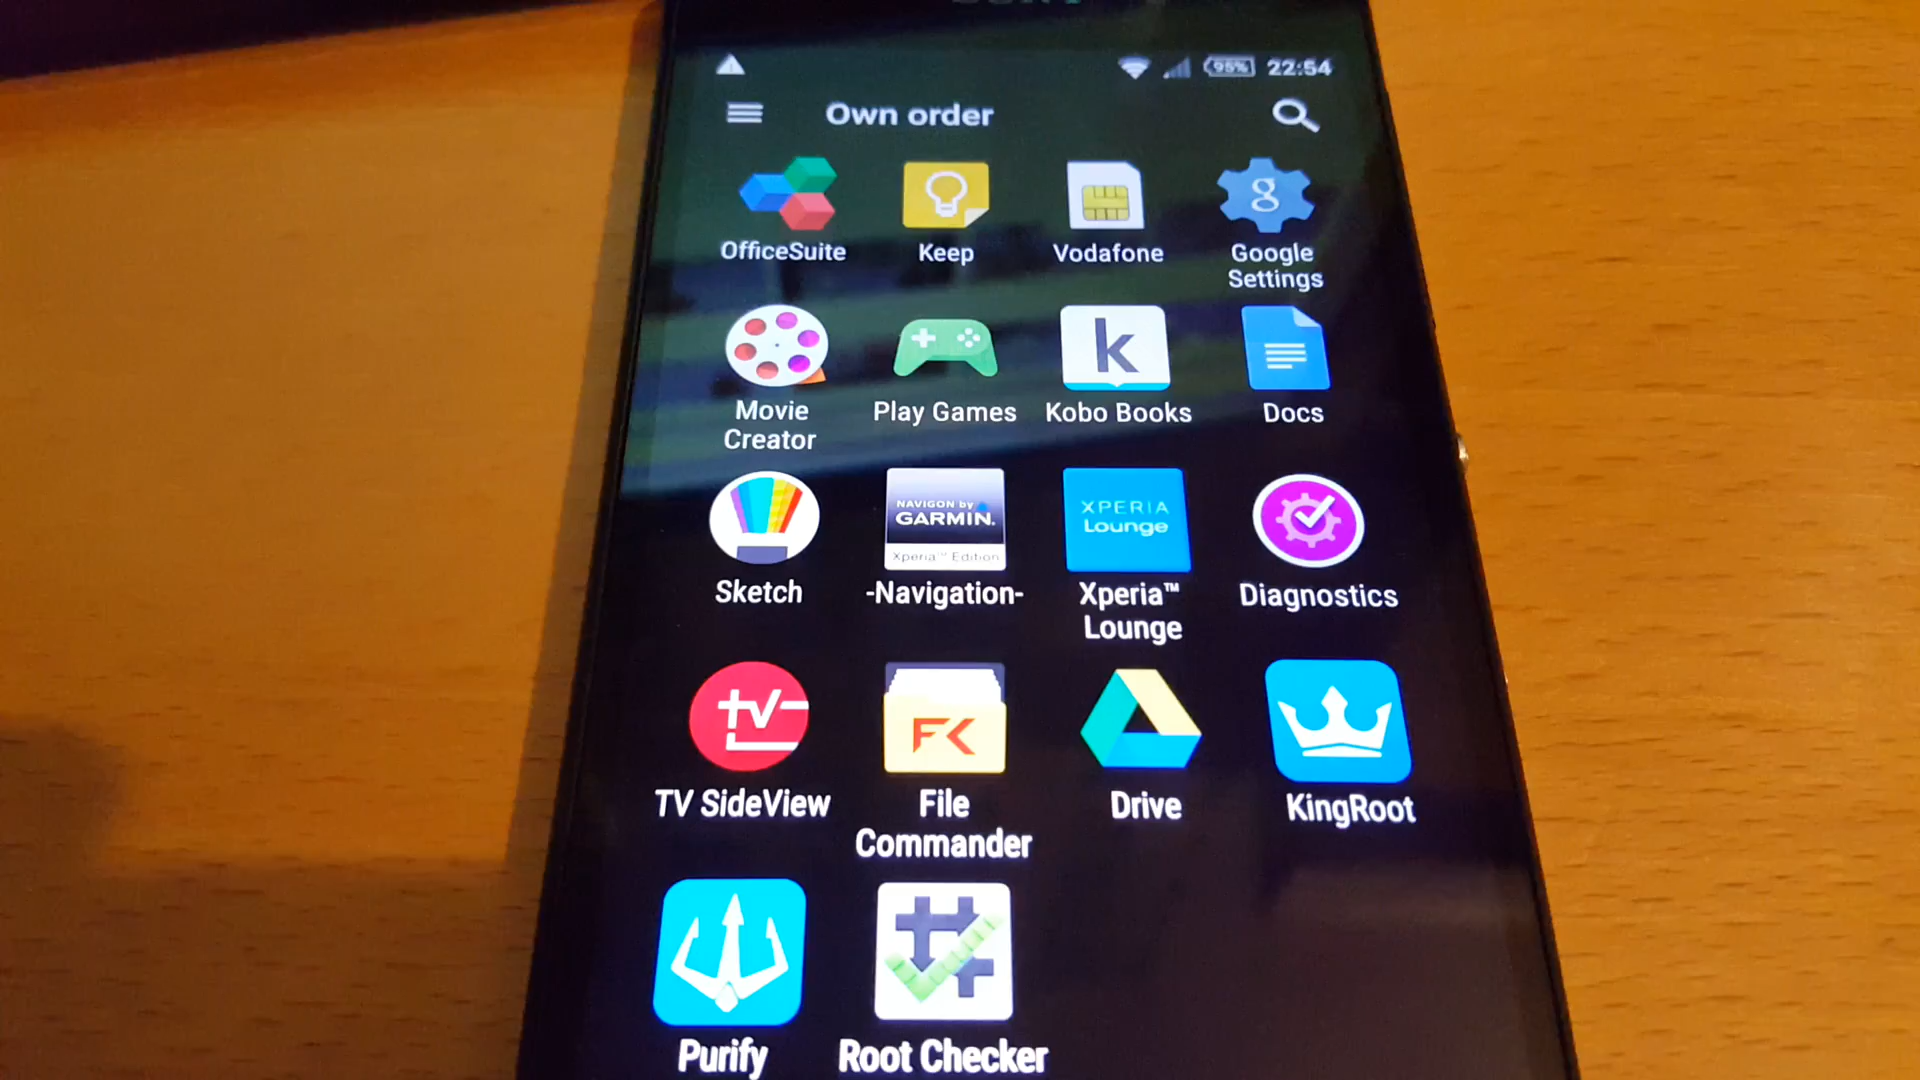 95% 22:54
Own order
OfficeSuite Keep Vodafone Google
Settings
g
k
Movie
Creator
Play Games Kobo Books Docs
NAVIGON by
GARMIN.
Xperia™ Edition
XPERIA
Lounge
Sketch -Navigation- Xperia™
Lounge
Diagnostics
tv
FK
TV SideView File
Commander
Drive KingRoot
Purify Root Checker